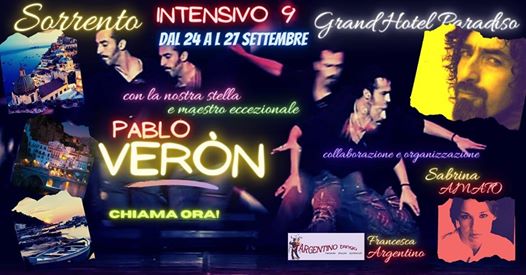 Sorrento
INTENSIVO 9
Grand Hotel Paradiso
DAL 24 A L 27 SETTEMBRE
con la nostra stella
e maestro eccezionale
PABLO
VERÒN
collaborazione e organizzazione
Sabrina
AMATO
CHIAMA ORA!
ARGENTINO TANGO
Francesca
Argentino